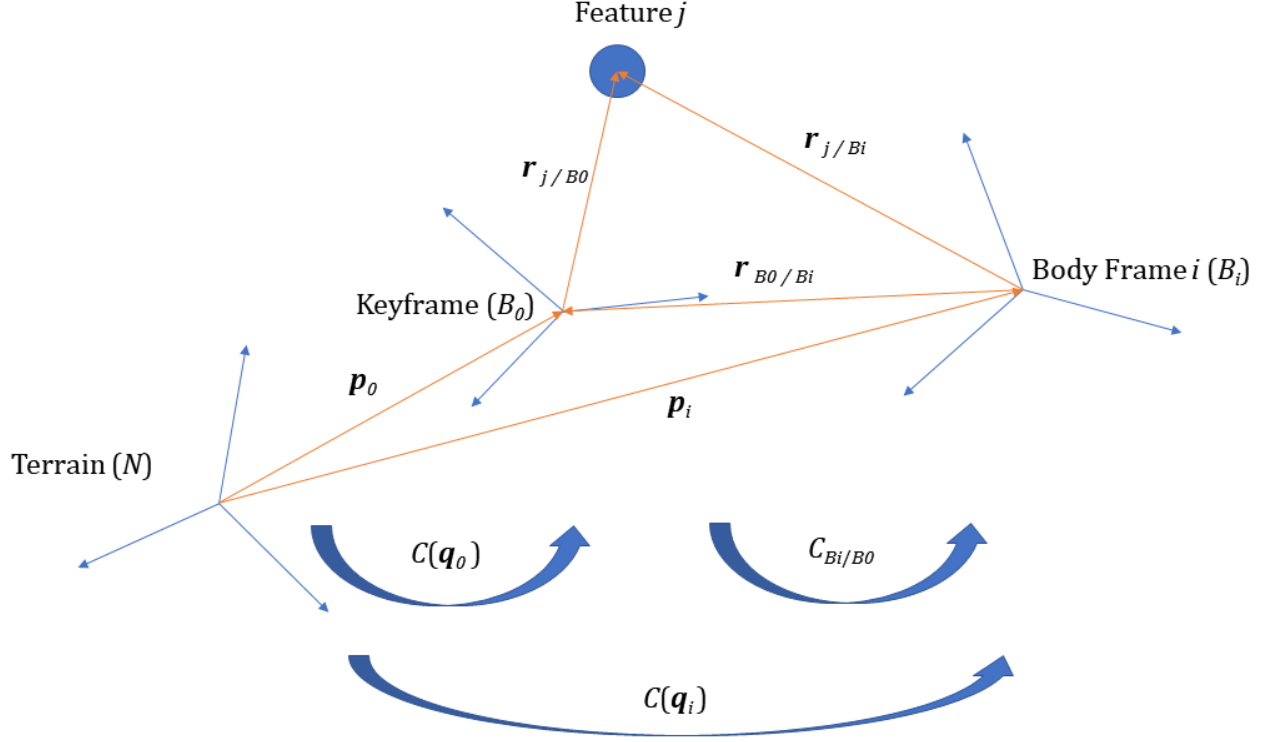 Feature j
r j / Bi
r j / B0
Body Frame i (Bi)
r B0 / Bi
Keyframe (B0)
p0
pi
Terrain (N)
C(q0)
CBi/B0
C(qi)